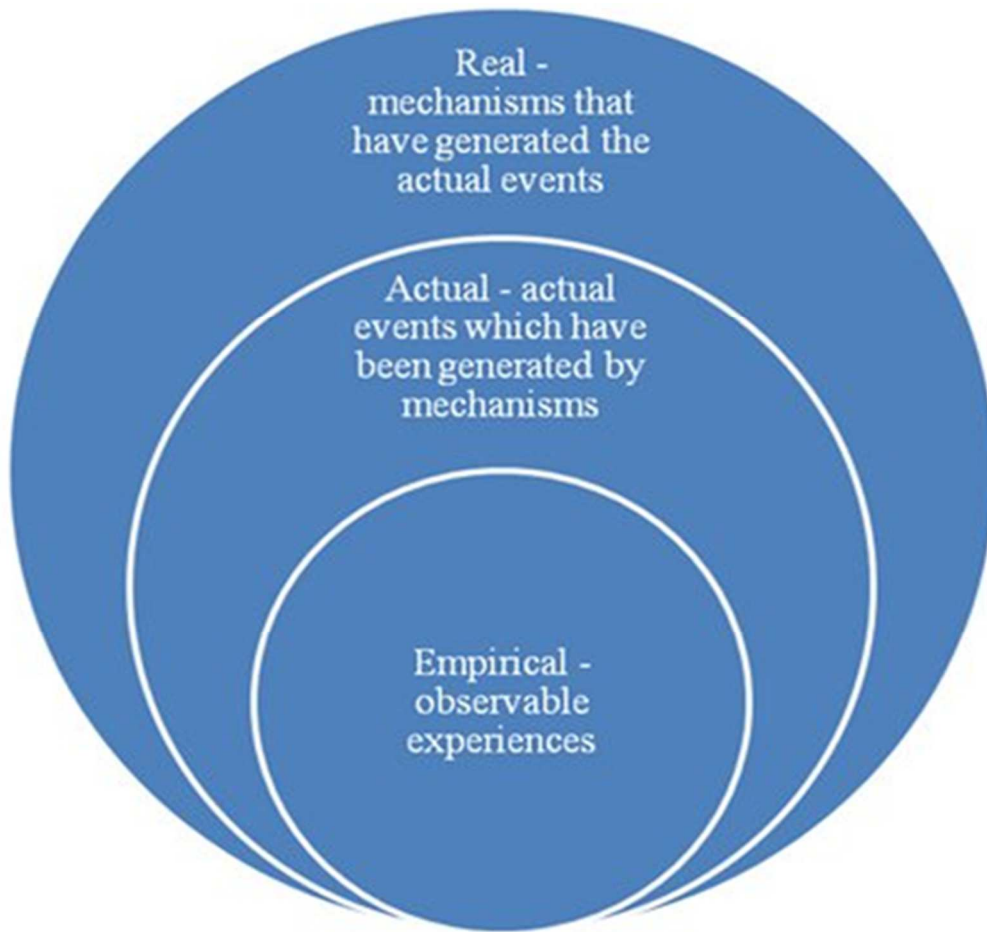 Real -
mechanisms that
have generated the
actual events
Actual - actual
events which have
been generated by
mechanisms
Empirical -
observable
experiences